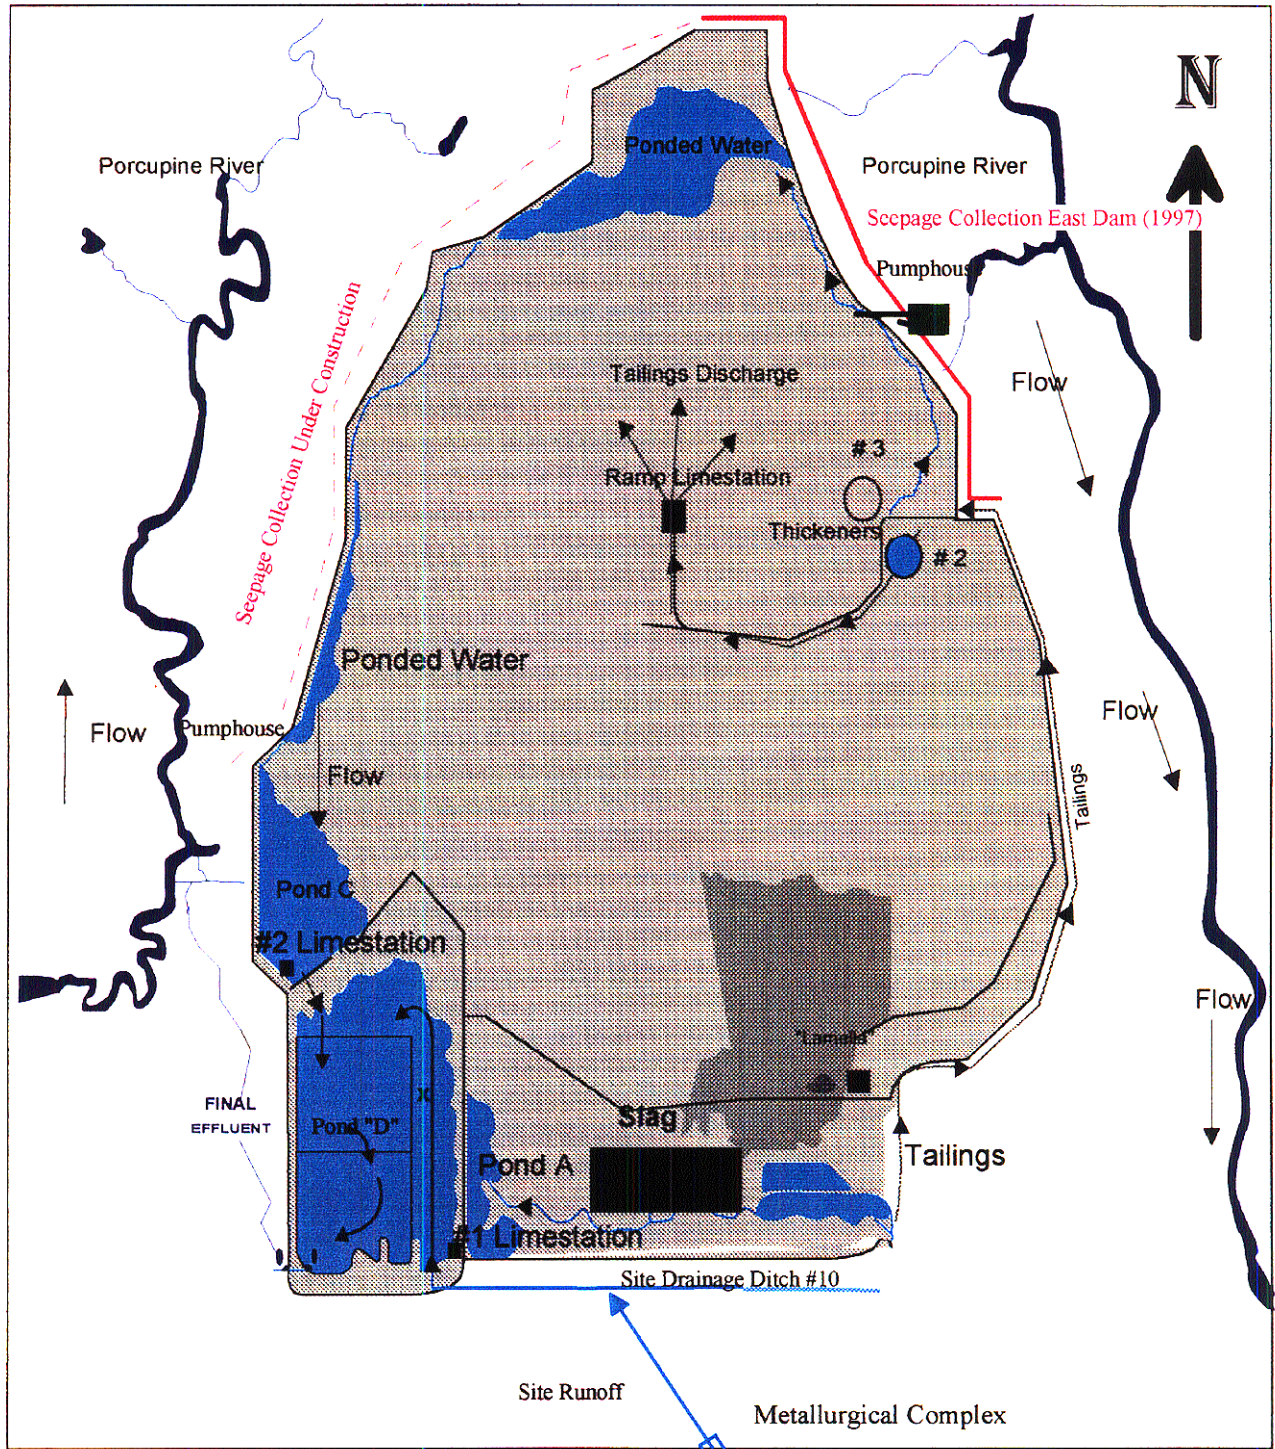 N
Ponded Water
Porcupine River
Porcupine River
Seepage Collection East Dam (1997)
Pumphouse
Seepage Collection Under Construction
Tailings Discharge
Flow
# 3
Ramp Limestation
Thickeners
# 2
Ponded Water
Flow
Pumphouse
Flow
Flow
Tailings
Pond C
#2 Limestation
Flow
"Lamella"
X
FINAL
EFFLUENT
Pond "D"
Slag
Pond A
Tailings
#1 Limestation
Site Drainage Ditch #10
Site Runoff
Metallurgical Complex